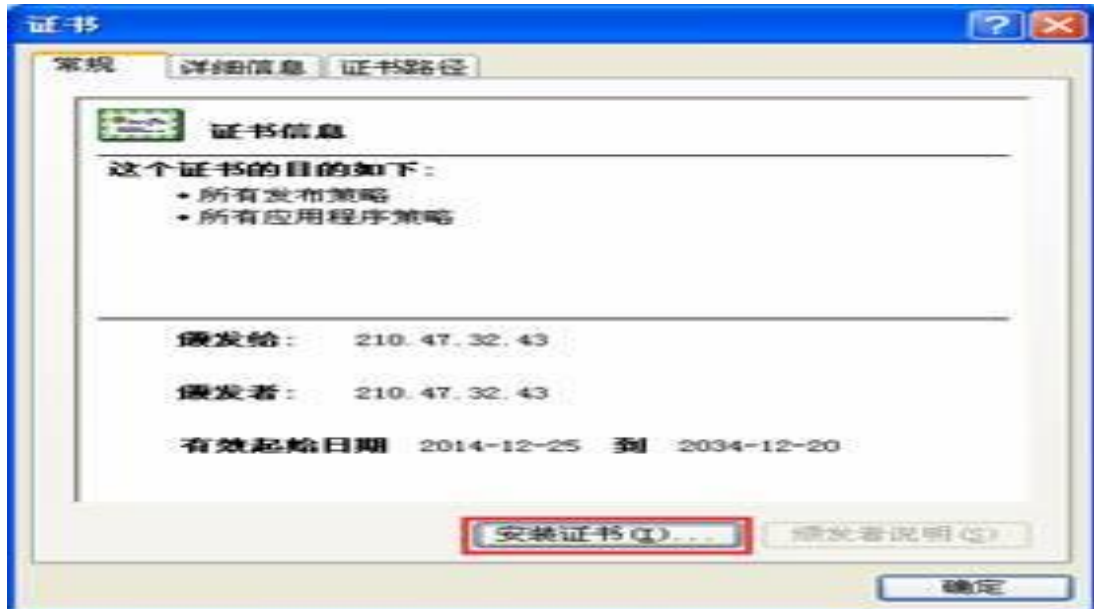 证书
常规 详细信息 证书路径
证书信息
这个证书的目的如下:
• 所有发布策略
• 所有应用程序策略
颁发给: 210.47.32.43
颁发者: 210.47.32.43
有效起始日期 2014-12-25 到 2034-12-20
安装证书(I)... 颁发者说明(S)
确定